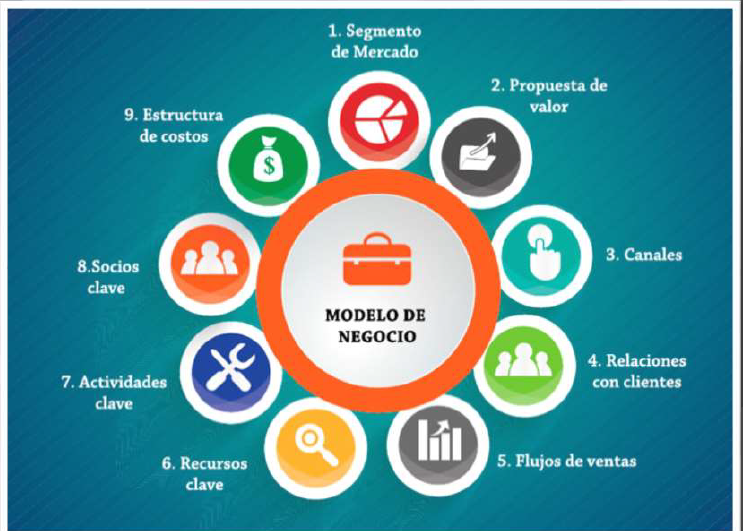 1. Segmento
de Mercado
2. Propuesta de
valor
3. Canales
4. Relaciones
con clientes
5. Flujos de ventas
6. Recursos
clave
7. Actividades
clave
8.Socios
clave
9. Estructura
de costos
$
MODELO DE
NEGOCIO